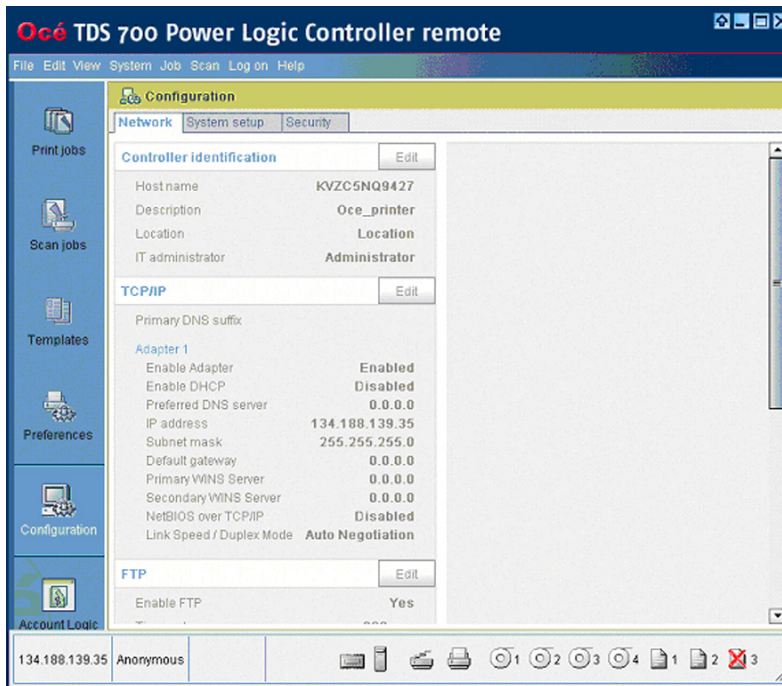 Océ TDS 700 Power Logic Controller remote
File Edit View System Job Scan Log on Help
Configuration
Network System setup Security
Print jobs
Scan jobs
Templates
Preferences
Configuration
Account Logic
Controller identification Edit
Host name KVZC5NQ9427
Description Oce_printer
Location Location
IT administrator Administrator
TCP/IP Edit
Primary DNS suffix
Adapter 1
Enable Adapter Enabled
Enable DHCP Disabled
Preferred DNS server 0.0.0.0
IP address 134.188.139.35
Subnet mask 255.255.255.0
Default gateway 0.0.0.0
Primary WINS Server 0.0.0.0
Secondary WINS Server 0.0.0.0
NetBIOS over TCP/IP Disabled
Link Speed / Duplex Mode Auto Negotiation
FTP Edit
Enable FTP Yes
134.188.139.35 Anonymous 1 2 3 4 1 2 3